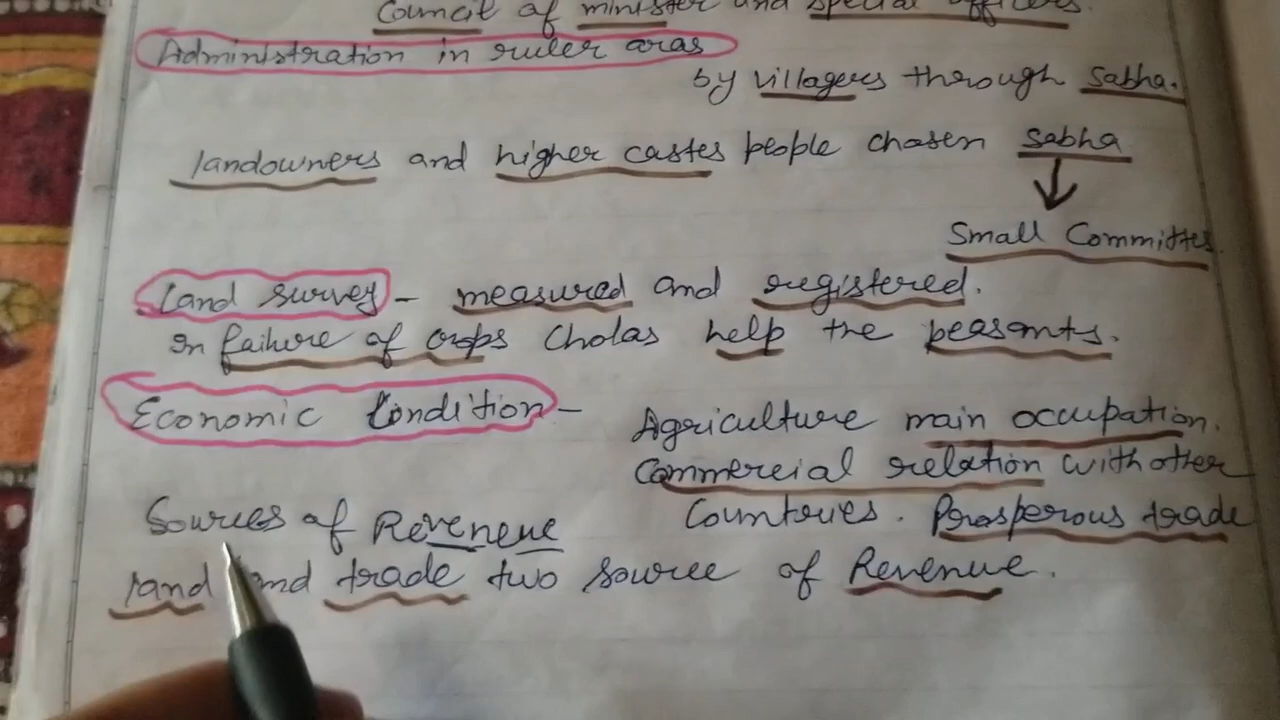 Council of minister and special officers.
Administration in ruler aras
by villagers through sabha.
landowners and higher castes people chosen sabha
Small Committes
Land survey - measured and registered.
In failure of crops Cholas help the peasants.
Economic Condition - Agriculture main occupation.
Commercial relation with other
Sources of Revenue Countries. Prosperous trade
land and trade two source of Revenue.